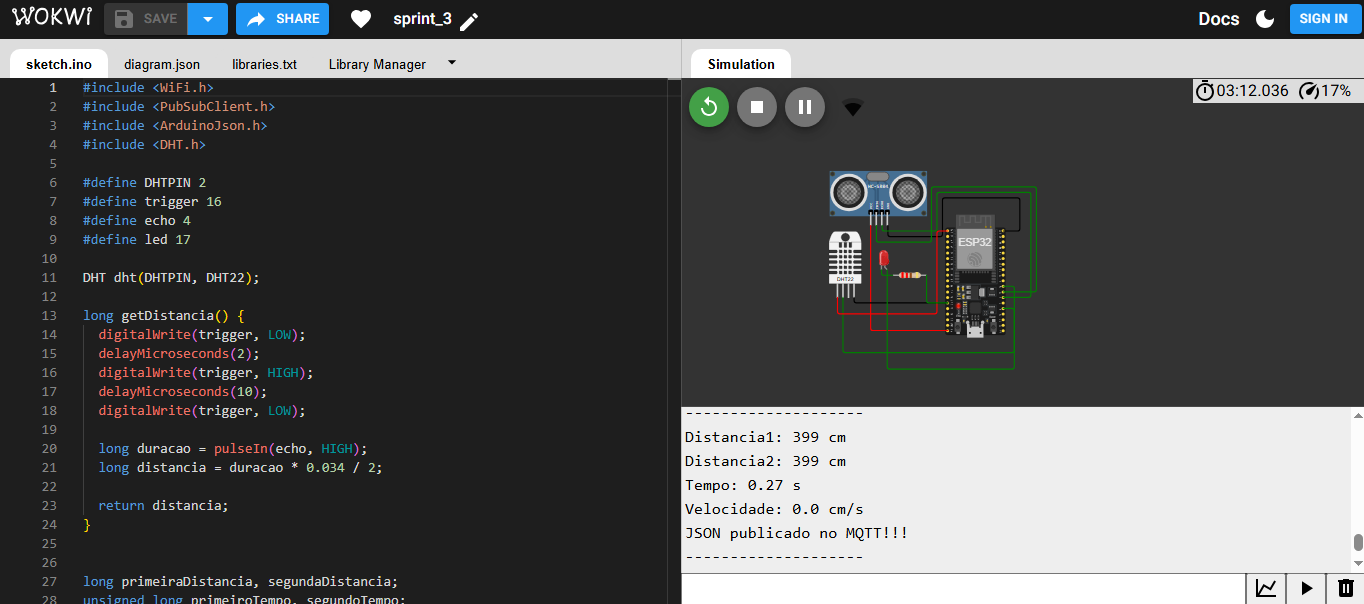 WOKWI SAVE SHARE sprint_3 Docs SIGN IN
sketch.ino diagram.json libraries.txt Library Manager
Simulation
03:12.036 17%
1 #include <WiFi.h>
2 #include <PubSubClient.h>
3 #include <ArduinoJson.h>
4 #include <DHT.h>
5
6 #define DHTPIN 2
7 #define trigger 16
8 #define echo 4
9 #define led 17
10
11 DHT dht(DHTPIN, DHT22);
12
13 long getDistancia() {
14 digitalWrite(trigger, LOW);
15 delayMicroseconds(2);
16 digitalWrite(trigger, HIGH);
17 delayMicroseconds(10);
18 digitalWrite(trigger, LOW);
19
20 long duracao = pulseIn(echo, HIGH);
21 long distancia = duracao * 0.034 / 2;
22
23 return distancia;
24 }
25
26
27 long primeiraDistancia, segundaDistancia;
28 unsigned long primeiroTempo, segundoTempo;
HC-SR04
ESP32
DHT22
--------------------
Distancia1: 399 cm
Distancia2: 399 cm
Tempo: 0.27 s
Velocidade: 0.0 cm/s
JSON publicado no MQTT!!!
--------------------